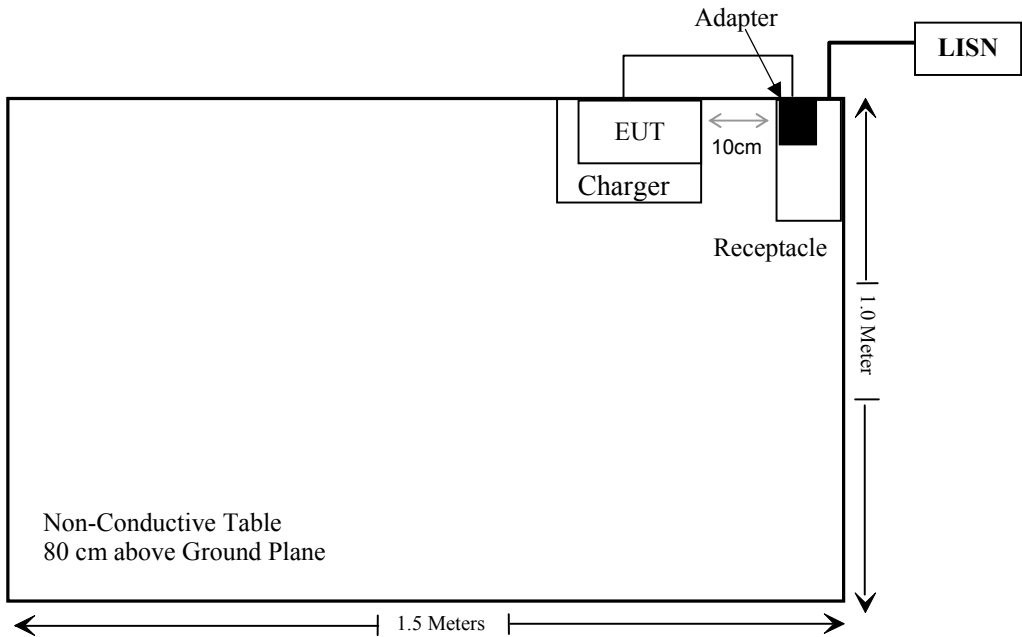 Adapter
LISN
EUT
10cm
Charger
Receptacle
1.0 Meter
Non-Conductive Table
80 cm above Ground Plane
1.5 Meters